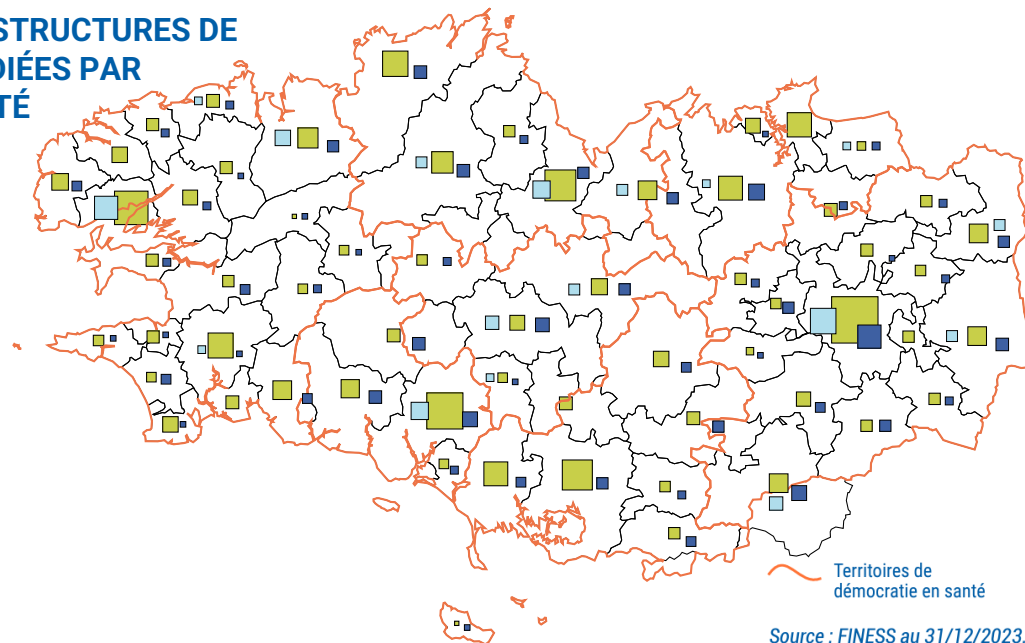 STRUCTURES DE
DIÉES PAR
TÉ
Territoires de
démocratie en santé
Source : FINESS au 31/12/2023.